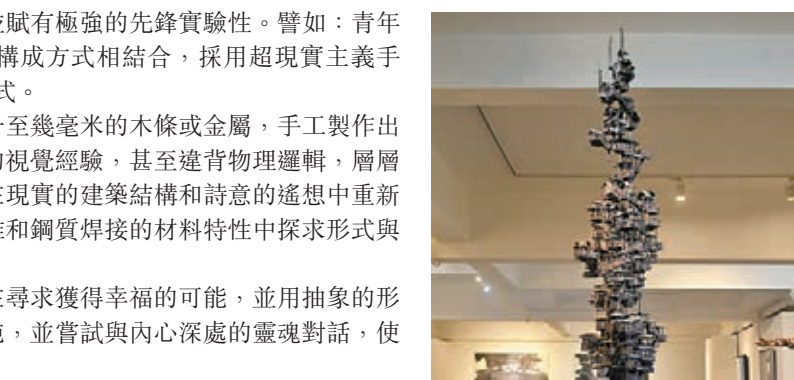 賦有極強的先鋒實驗性。譬如：青年
構成方式相結合，採用超現實主義手
式。
至幾毫米的木條或金屬，手工製作出
的視覺經驗，甚至違背物理邏輯，層層
現實的建築結構和詩意的遙想中重新
和鋼質焊接的材料特性中探求形式與
尋求獲得幸福的可能，並用抽象的形
，並嘗試與內心深處的靈魂對話，使